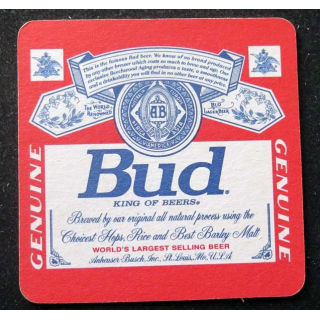 This is the famous Bud beer. We know of no brand produced
by any other brewer which costs so much to brew and age. Our
exclusive Beechwood Aging produces a taste, a smoothness
and a drinkability you will find in no other beer at any price.
THE WORLD
RENOWNED
AB
BUD
LAGER BEER
AMERICA
GENUINE
GENUINE
Bud®
KING OF BEERS®
Brewed by our original all natural process using the
Choicest Hops, Rice and Best Barley Malt
WORLD'S LARGEST SELLING BEER
Anheuser-Busch, Inc., St. Louis, Mo., U.S.A.